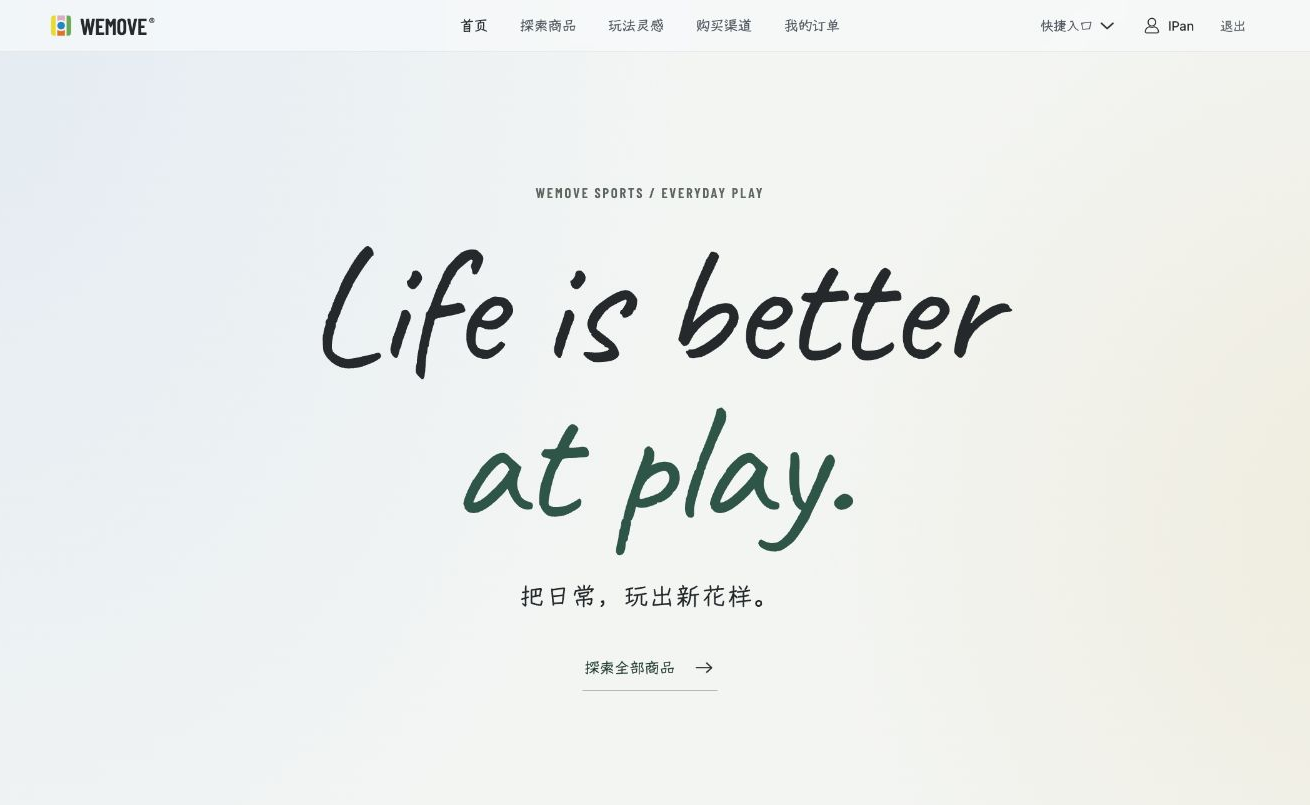 WEMOVE®
首页 探索商品 玩法灵感 购买渠道 我的订单
快捷入口 IPan 退出
WEMOVE SPORTS / EVERYDAY PLAY
Life is better
at play.
把日常，玩出新花样。
探索全部商品 →